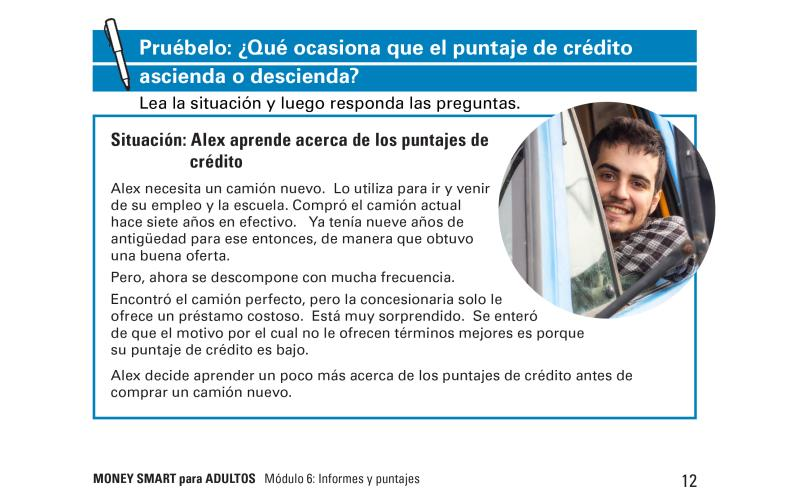 Pruébelo: ¿Qué ocasiona que el puntaje de crédito
ascienda o descienda?
Lea la situación y luego responda las preguntas.
Situación: Alex aprende acerca de los puntajes de
crédito
Alex necesita un camión nuevo.  Lo utiliza para ir y venir
de su empleo y la escuela. Compró el camión actual
hace siete años en efectivo.   Ya tenía nueve años de
antigüedad para ese entonces, de manera que obtuvo
una buena oferta.
Pero, ahora se descompone con mucha frecuencia.
Encontró el camión perfecto, pero la concesionaria solo le
ofrece un préstamo costoso.  Está muy sorprendido.  Se enteró
de que el motivo por el cual no le ofrecen términos mejores es porque
su puntaje de crédito es bajo.
Alex decide aprender un poco más acerca de los puntajes de crédito antes de
comprar un camión nuevo.
MONEY SMART para ADULTOS   Módulo 6: Informes y puntajes
12